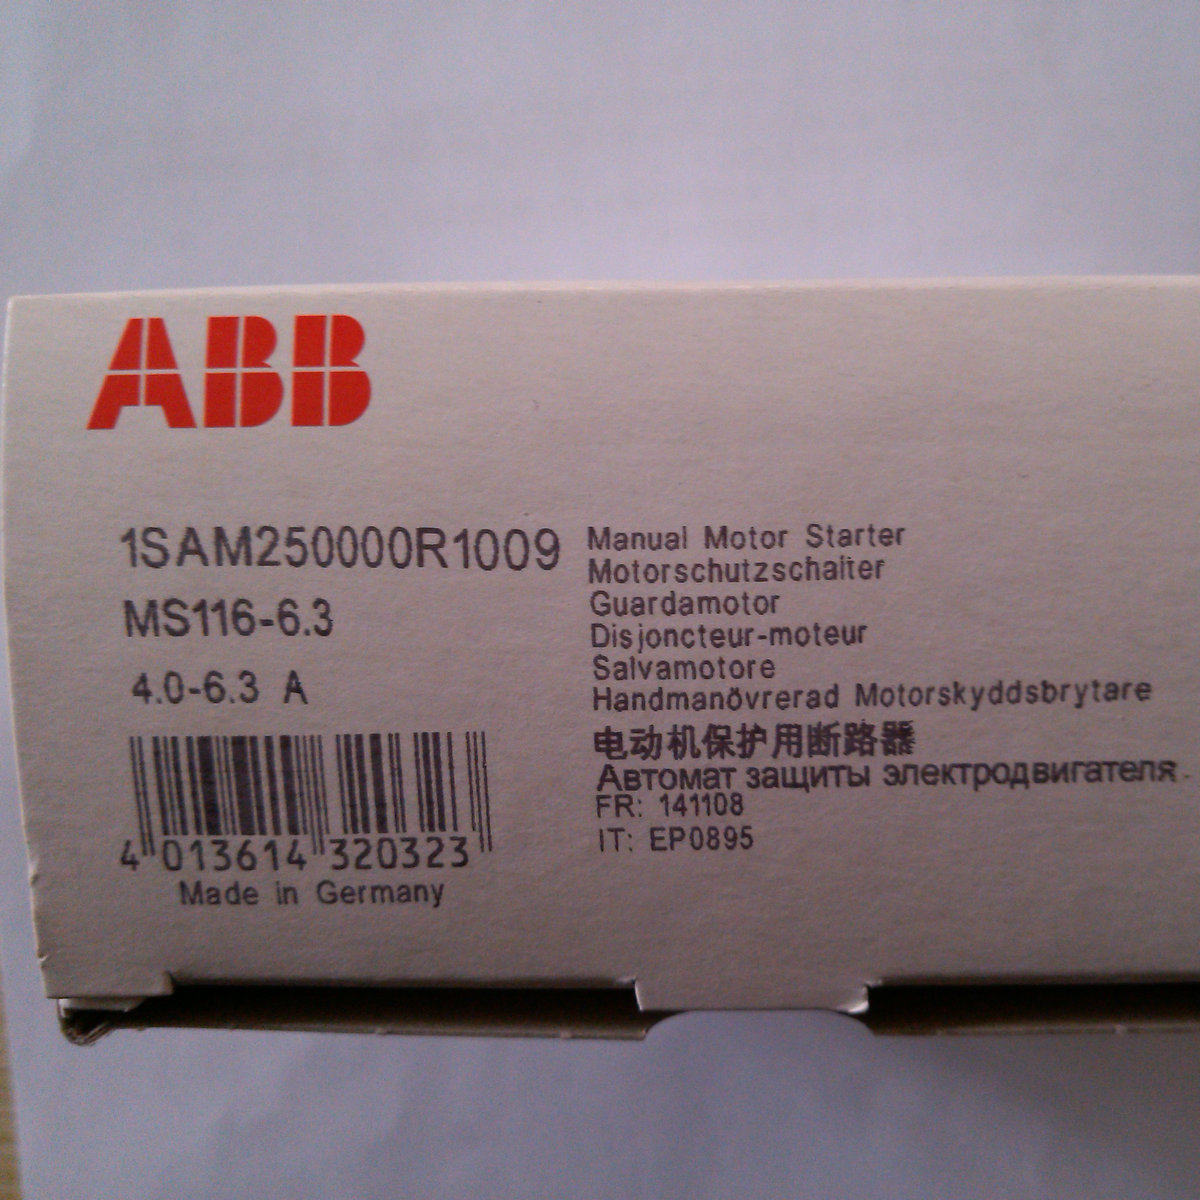 ABB
1SAM250000R1009
MS116-6.3
4.0-6.3 A
4 013614 320323
Made in Germany
Manual Motor Starter
Motorschutzschalter
Guardamotor
Disjoncteur-moteur
Salvamotore
Handmanövrerad Motorskyddsbrytare
电动机保护用断路器
Автомат защиты электродвигателя
FR: 141108
IT: EP0895